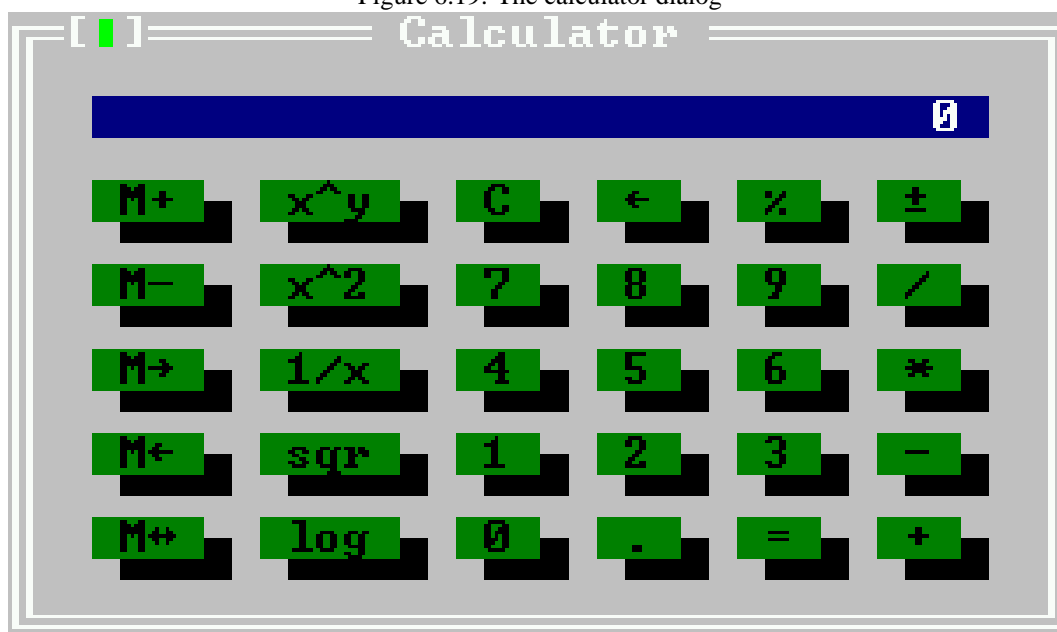 Figure 6.19: The calculator dialog
[ ] Calculator
0
M+ x^y C ← % ±
M− x^2 7 8 9 /
M→ 1/x 4 5 6 *
M← sqr 1 2 3 −
M↔ log 0 . = +